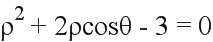 ρ² + 2ρcosθ - 3 = 0